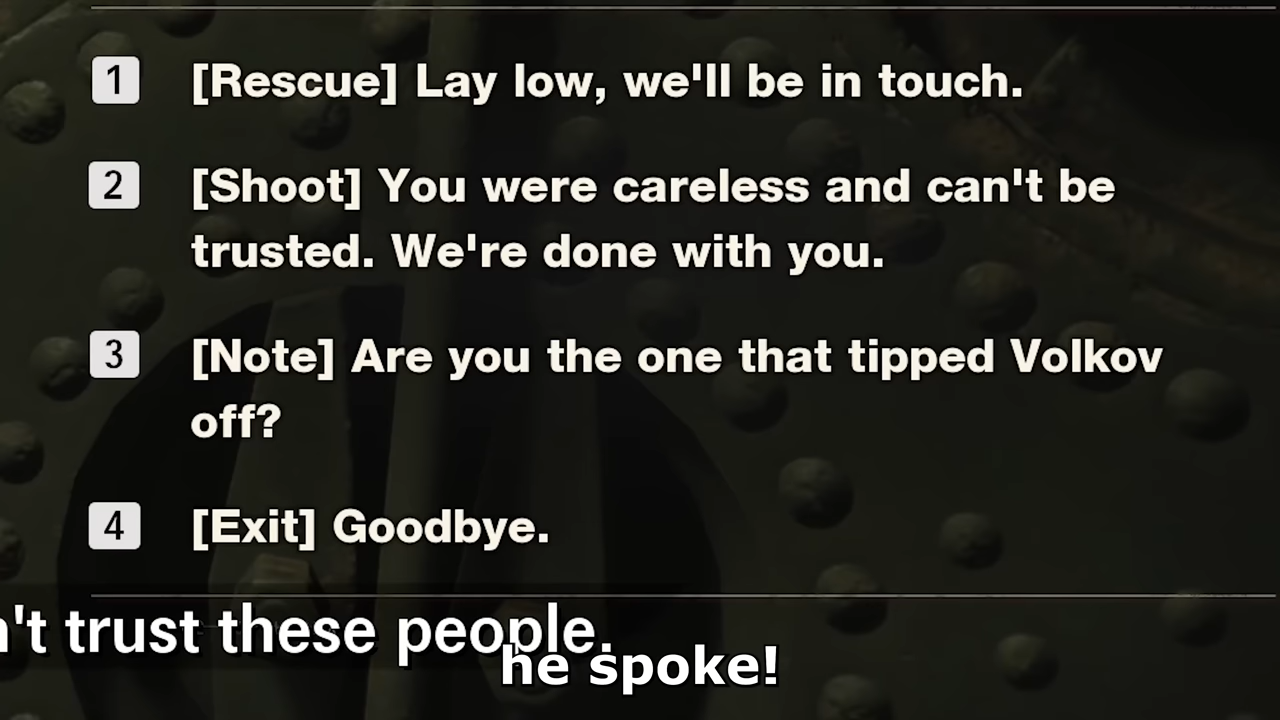 1 [Rescue] Lay low, we'll be in touch.
2 [Shoot] You were careless and can't be
trusted. We're done with you.
3 [Note] Are you the one that tipped Volkov
off?
4 [Exit] Goodbye.
trust these people.
he spoke!